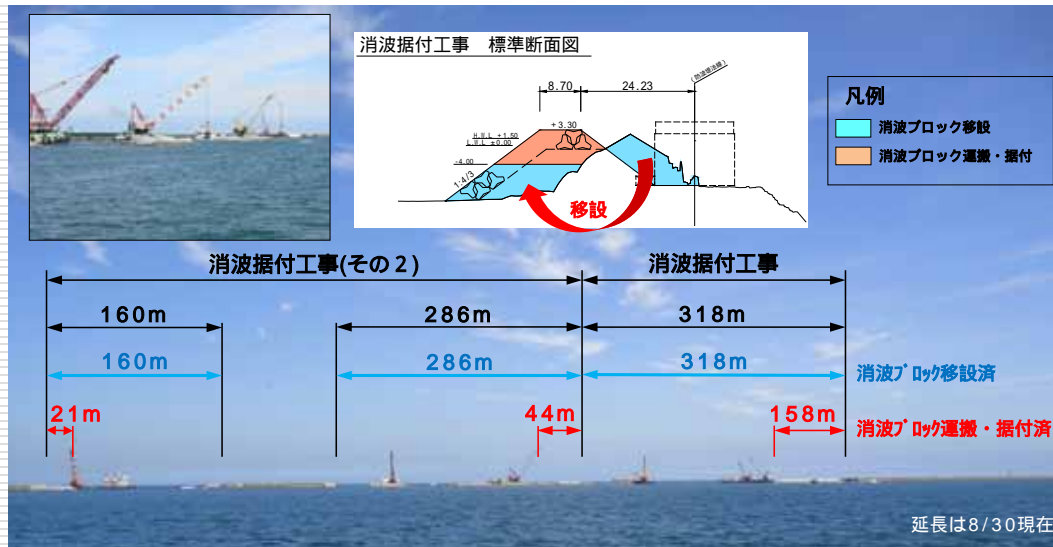 消波据付工事 標準断面図
8.70
24.23
+3.30
H.W.L +1.50
L.W.L ±0.00
-4.00
1:4/3
移設
凡例
消波ブロック移設
消波ブロック運搬・据付
消波据付工事(その2)
消波据付工事
160m
286m
318m
160m
286m
318m
消波ブロック移設済
21m
44m
158m
消波ブロック運搬・据付済
延長は8/30現在